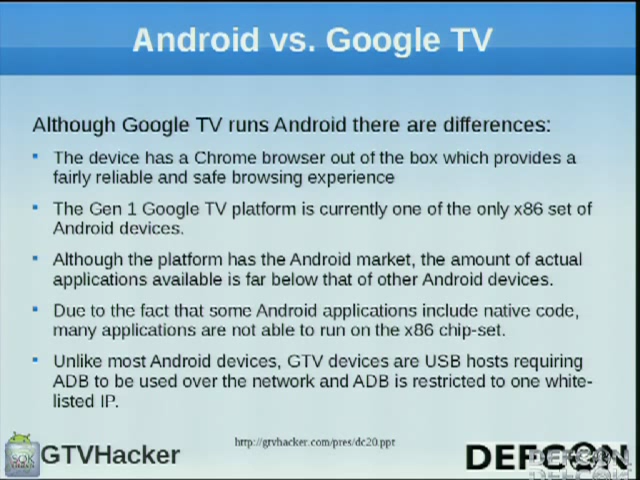 Android vs. Google TV
Although Google TV runs Android there are differences:
The device has a Chrome browser out of the box which provides a
fairly reliable and safe browsing experience
The Gen 1 Google TV platform is currently one of the only x86 set of
Android devices.
Although the platform has the Android market, the amount of actual
applications available is far below that of other Android devices.
Due to the fact that some Android applications include native code,
many applications are not able to run on the x86 chip-set.
Unlike most Android devices, GTV devices are USB hosts requiring
ADB to be used over the network and ADB is restricted to one white-
listed IP.
http://gtvhacker.com/pres/dc20.ppt
GTVHacker
DEFCON
DEFCON